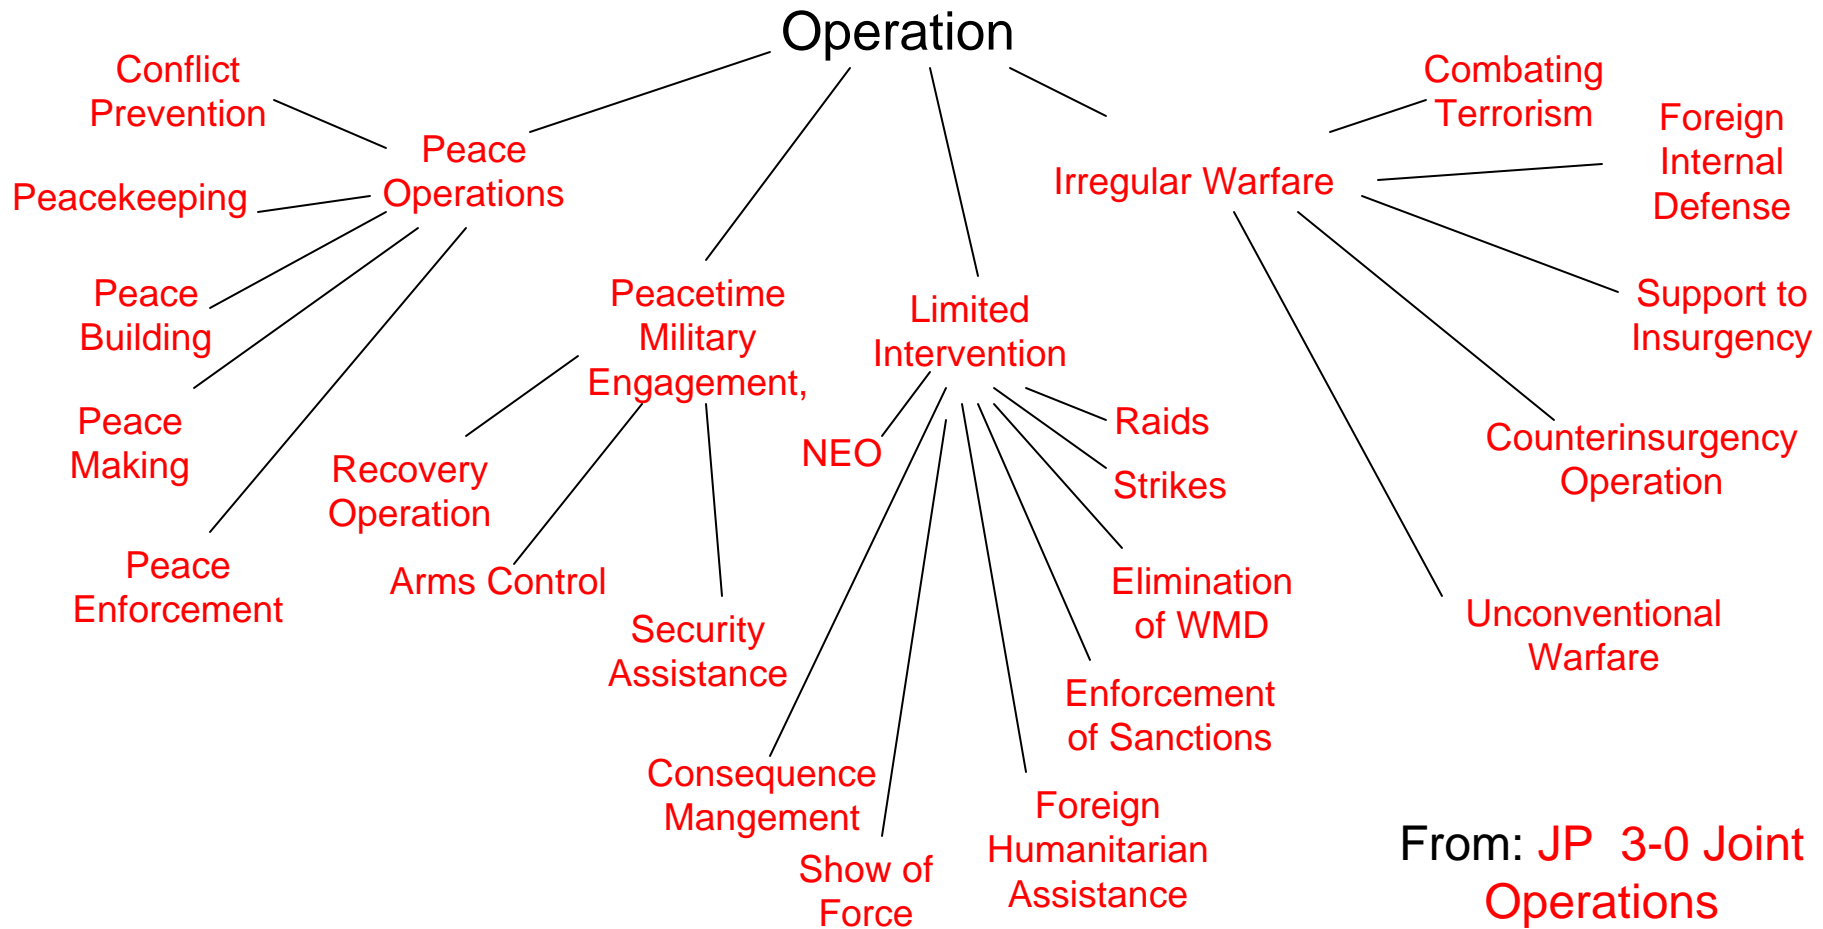 Operation
Conflict
Prevention
Peacekeeping
Peace
Operations
Peace
Building
Peace
Making
Peace
Enforcement
Peacetime
Military
Engagement,
Recovery
Operation
Arms Control
Security
Assistance
Limited
Intervention
NEO
Raids
Strikes
Elimination
of WMD
Enforcement
of Sanctions
Consequence
Mangement
Show of
Force
Foreign
Humanitarian
Assistance
Irregular Warfare
Combating
Terrorism
Foreign
Internal
Defense
Support to
Insurgency
Counterinsurgency
Operation
Unconventional
Warfare
From: JP 3-0 Joint
Operations